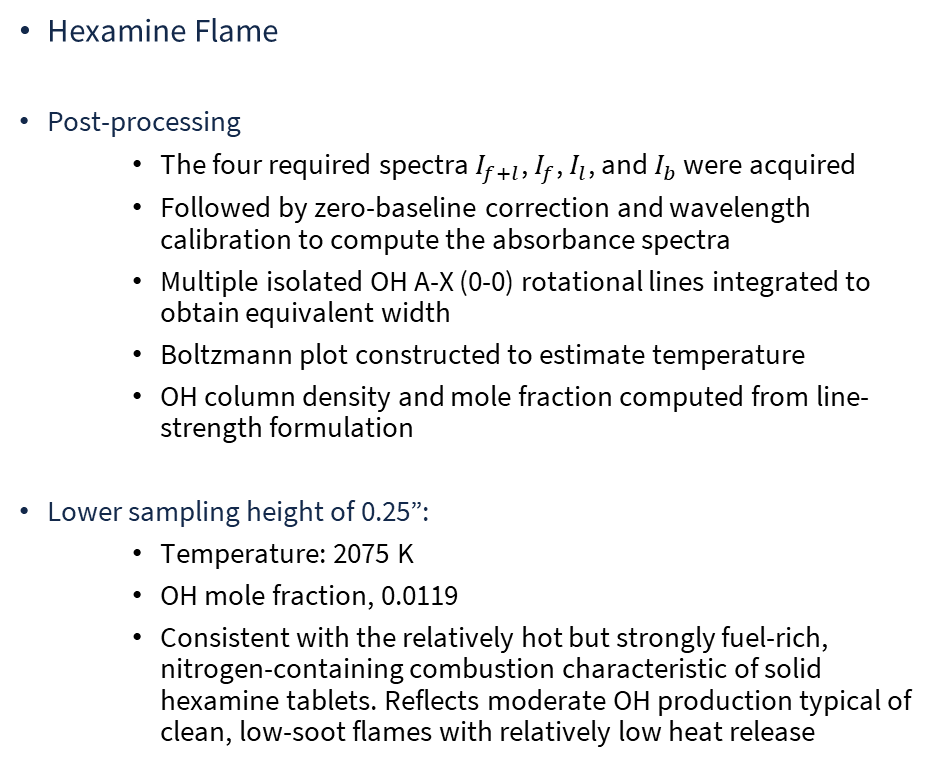 • Hexamine Flame
• Post-processing
• The four required spectra I_{f+l}, I_f, I_l, and I_b were acquired
• Followed by zero-baseline correction and wavelength
calibration to compute the absorbance spectra
• Multiple isolated OH A-X (0-0) rotational lines integrated to
obtain equivalent width
• Boltzmann plot constructed to estimate temperature
• OH column density and mole fraction computed from line-
strength formulation
• Lower sampling height of 0.25”:
• Temperature: 2075 K
• OH mole fraction, 0.0119
• Consistent with the relatively hot but strongly fuel-rich,
nitrogen-containing combustion characteristic of solid
hexamine tablets. Reflects moderate OH production typical of
clean, low-soot flames with relatively low heat release